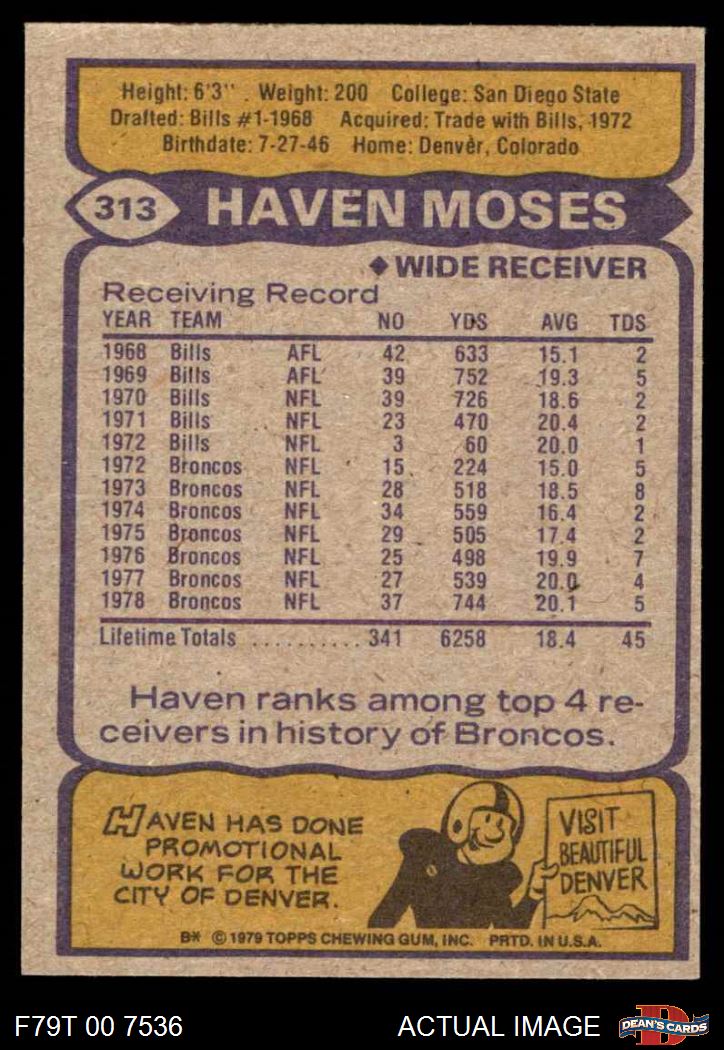 Height: 6'3" Weight: 200 College: San Diego State
Drafted: Bills #1-1968 Acquired: Trade with Bills, 1972
Birthdate: 7-27-46 Home: Denver, Colorado
313 HAVEN MOSES
◆ WIDE RECEIVER
Receiving Record
YEAR TEAM NO YDS AVG TDS
1968 Bills AFL 42 633 15.1 2
1969 Bills AFL 39 752 19.3 5
1970 Bills NFL 39 726 18.6 2
1971 Bills NFL 23 470 20.4 2
1972 Bills NFL 3 60 20.0 1
1972 Broncos NFL 15 224 15.0 5
1973 Broncos NFL 28 518 18.5 8
1974 Broncos NFL 34 559 16.4 2
1975 Broncos NFL 29 505 17.4 2
1976 Broncos NFL 25 498 19.9 7
1977 Broncos NFL 27 539 20.0 4
1978 Broncos NFL 37 744 20.1 5
Lifetime Totals .......... 341 6258 18.4 45
Haven ranks among top 4 re-
ceivers in history of Broncos.
HAVEN HAS DONE
PROMOTIONAL
WORK FOR THE
CITY OF DENVER.
VISIT
BEAUTIFUL
DENVER
B* © 1979 TOPPS CHEWING GUM, INC. PRTD. IN U.S.A.
F79T 00 7536 ACTUAL IMAGE
D
DEAN'S CARDS